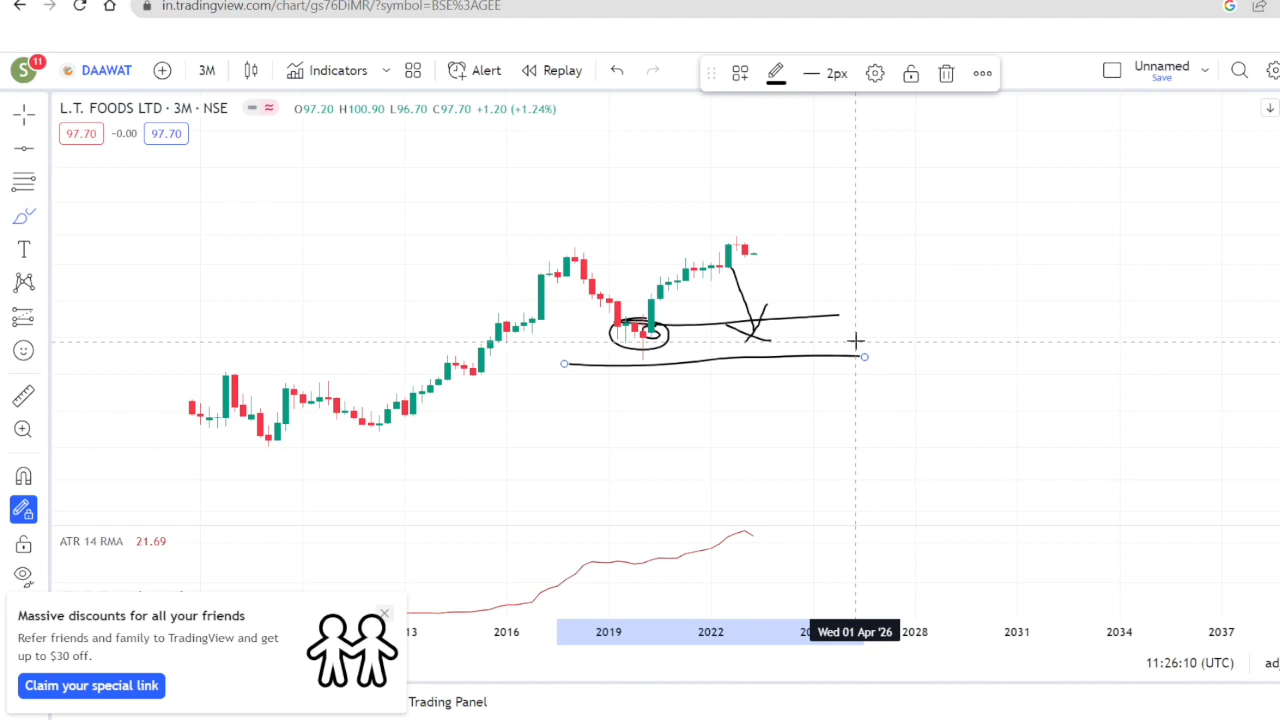 in.tradingview.com/chart/gs76DiMR/?symbol=BSE%3AGEE
S 11 DAAWAT 3M Indicators Alert Replay 2px Unnamed
Save
L.T. FOODS LTD · 3M · NSE O97.20 H100.90 L96.70 C97.70 +1.20 (+1.24%)
97.70 -0.00 97.70
ATR 14 RMA 21.69
Massive discounts for all your friends
Refer friends and family to TradingView and get
up to $30 off.
Claim your special link
13 2016 2019 2022 Wed 01 Apr '26 2028 2031 2034 2037
11:26:10 (UTC)
Trading Panel